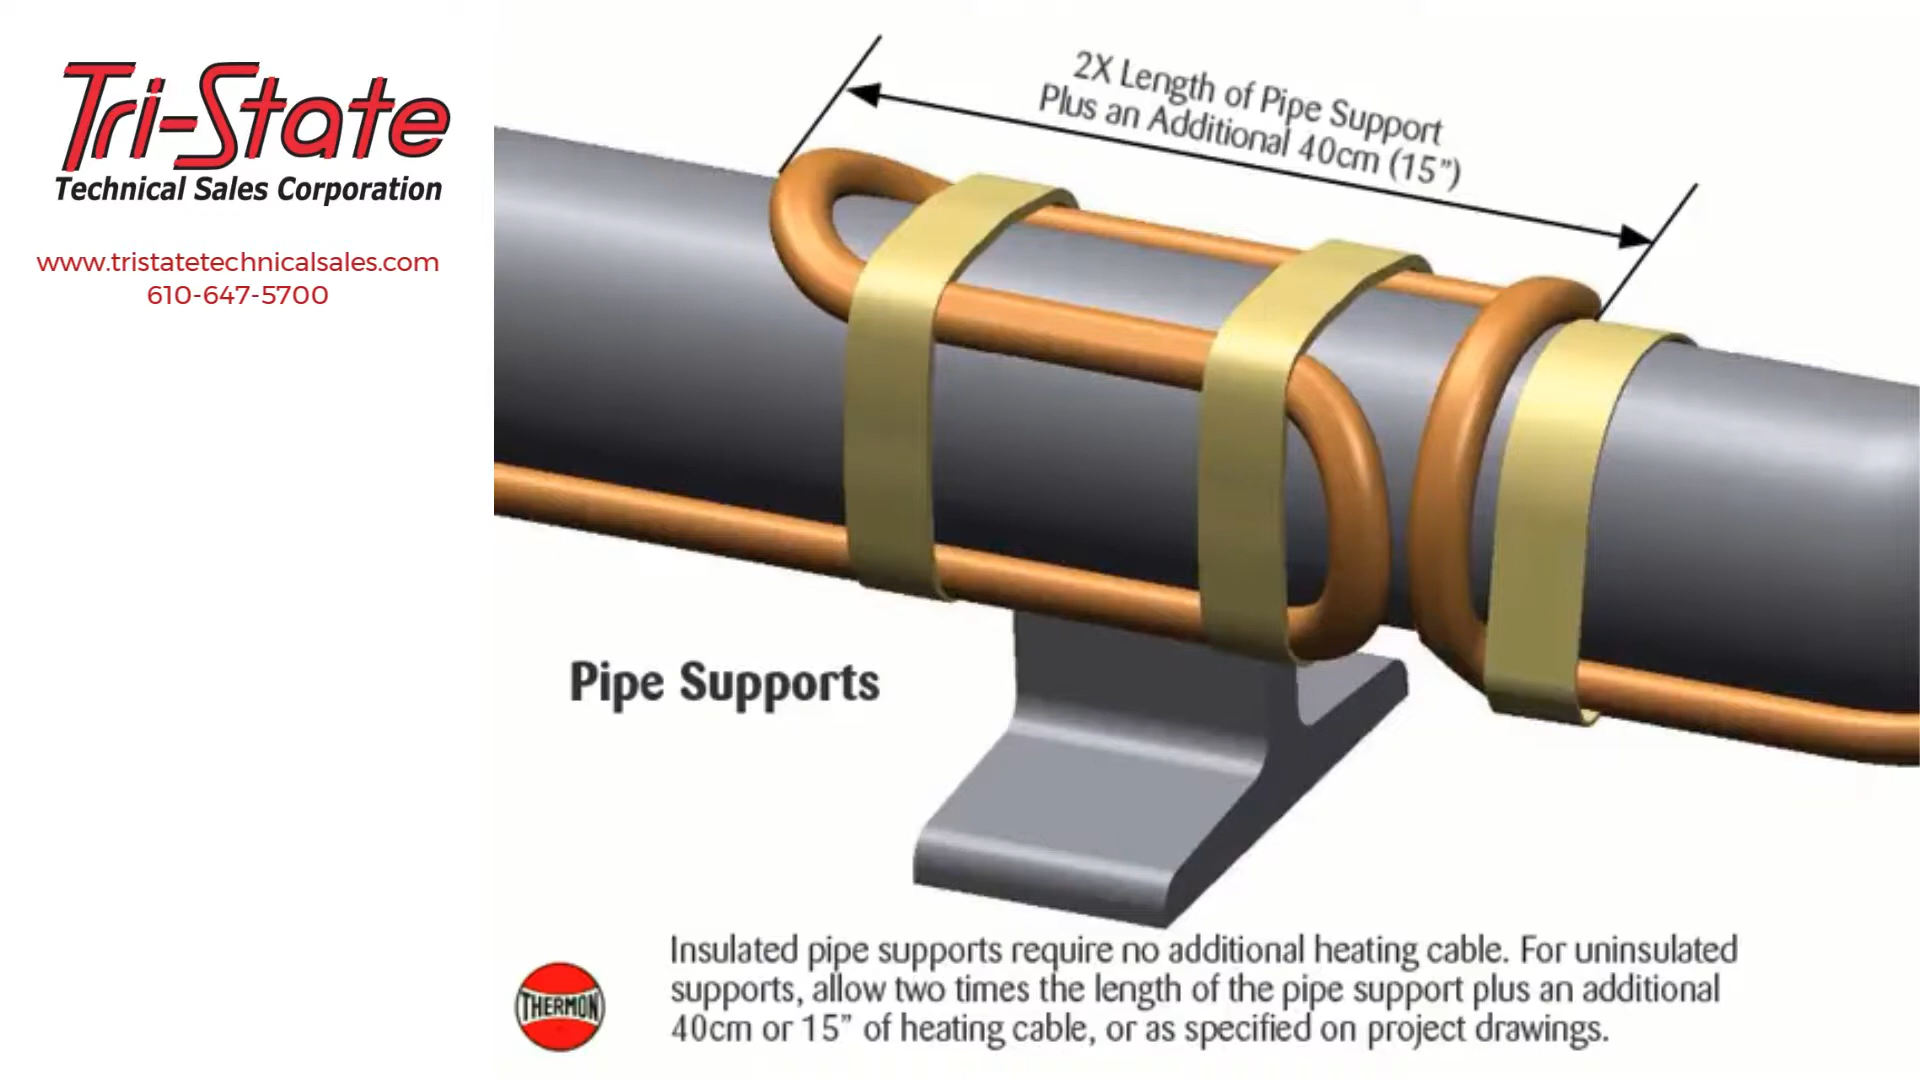 Tri-State
Technical Sales Corporation
www.tristatetechnicalsales.com
610-647-5700
2X Length of Pipe Support
Plus an Additional 40cm (15”)
Pipe Supports
THERMON
Insulated pipe supports require no additional heating cable. For uninsulated
supports, allow two times the length of the pipe support plus an additional
40cm or 15” of heating cable, or as specified on project drawings.